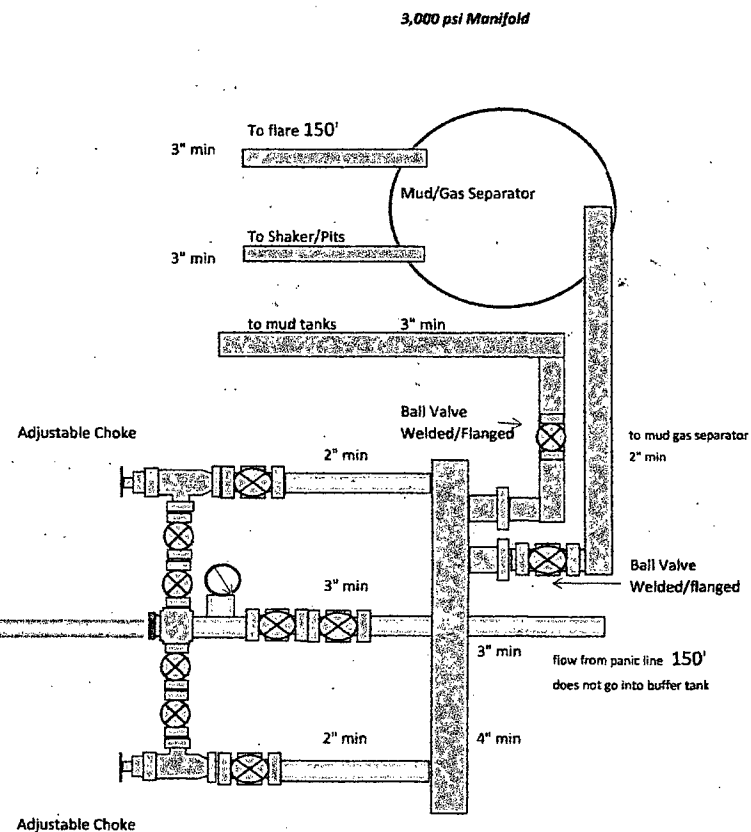 3,000 psi Manifold
To flare 150'
3" min
Mud/Gas Separator
To Shaker/Pits
3" min
to mud tanks 3" min
Ball Valve
Welded/Flanged
Adjustable Choke
to mud gas separator
2" min
2" min
Ball Valve
Welded/flanged
3" min
3" min
flow from panic line 150'
does not go into buffer tank
2" min
4" min
Adjustable Choke